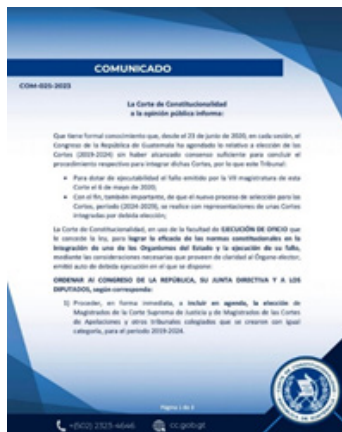 COMUNICADO
COM-025-2023
La Corte de Constitucionalidad
a la opinión pública informa:
Que tiene formal conocimiento que, desde el 23 de junio de 2020, en cada sesión, el
Congreso de la República de Guatemala ha agendado lo relativo a elección de las
Cortes (2019-2024) sin haber alcanzado consenso suficiente para concluir el
procedimiento respectivo para integrar dichas Cortes, por lo que este Tribunal:
• Para dotar de ejecutabilidad el fallo emitido por la VII magistratura de esta
Corte el 6 de mayo de 2020;
• Con el fin, también importante, de que el nuevo proceso de selección para las
Cortes, período (2024-2029), se realice con representaciones de unas Cortes
integradas por debida elección;
La Corte de Constitucionalidad, en uso de la facultad de EJECUCIÓN DE OFICIO que
le concede la ley, para lograr la eficacia de las normas constitucionales en la
integración de uno de los Organismos del Estado y la ejecución de su fallo,
mediante las consideraciones necesarias que proveen de claridad al Órgano elector,
emitió auto de debida ejecución en el que se dispone:
ORDENAR AL CONGRESO DE LA REPÚBLICA, SU JUNTA DIRECTIVA Y A LOS
DIPUTADOS, según corresponda:
1) Proceder, en forma inmediata, a incluir en agenda, la elección de
Magistrados de la Corte Suprema de Justicia y de Magistrados de las Cortes
de Apelaciones y otros tribunales colegiados que se crearon con igual
categoría, para el período 2019-2024.
Página 1 de 3
+(502) 2323-4646 cc.gob.gt